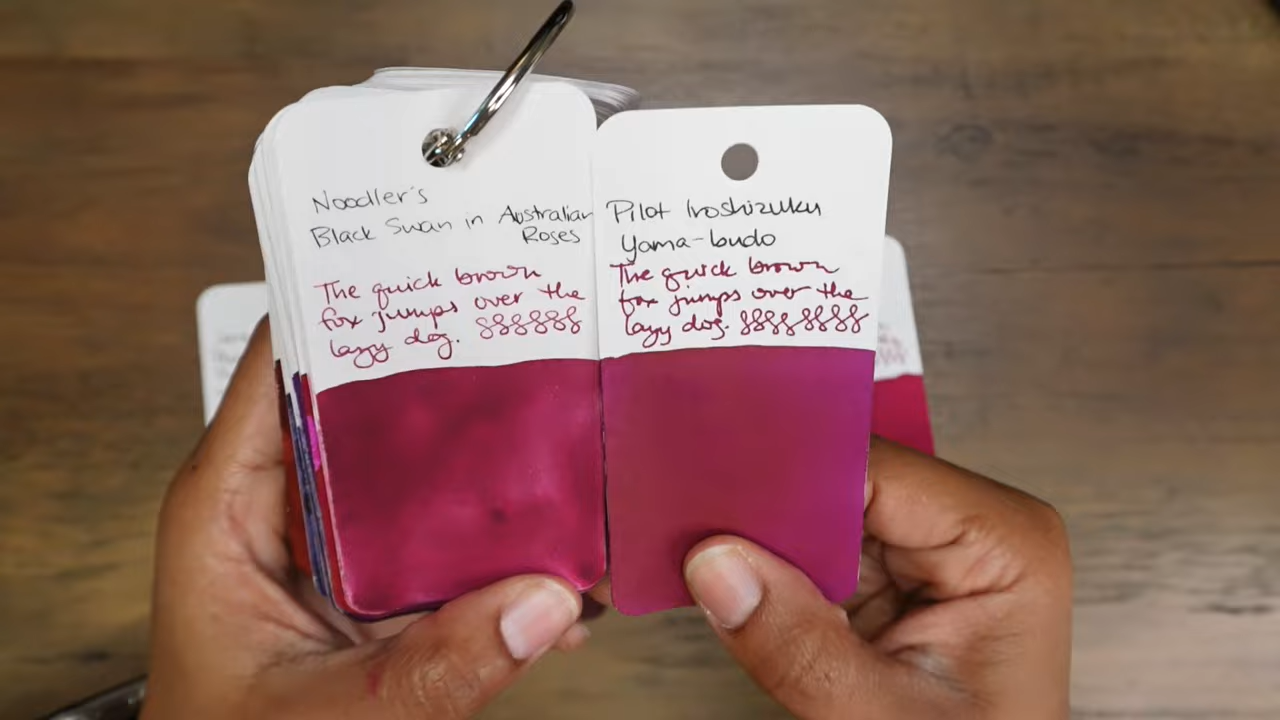 Noodler's
Black Swan in Australian
Roses
The quick brown
fox jumps over the
lazy dog. 
Pilot Iroshizuku
Yama-budo
The quick brown
fox jumps over the
lazy dog.